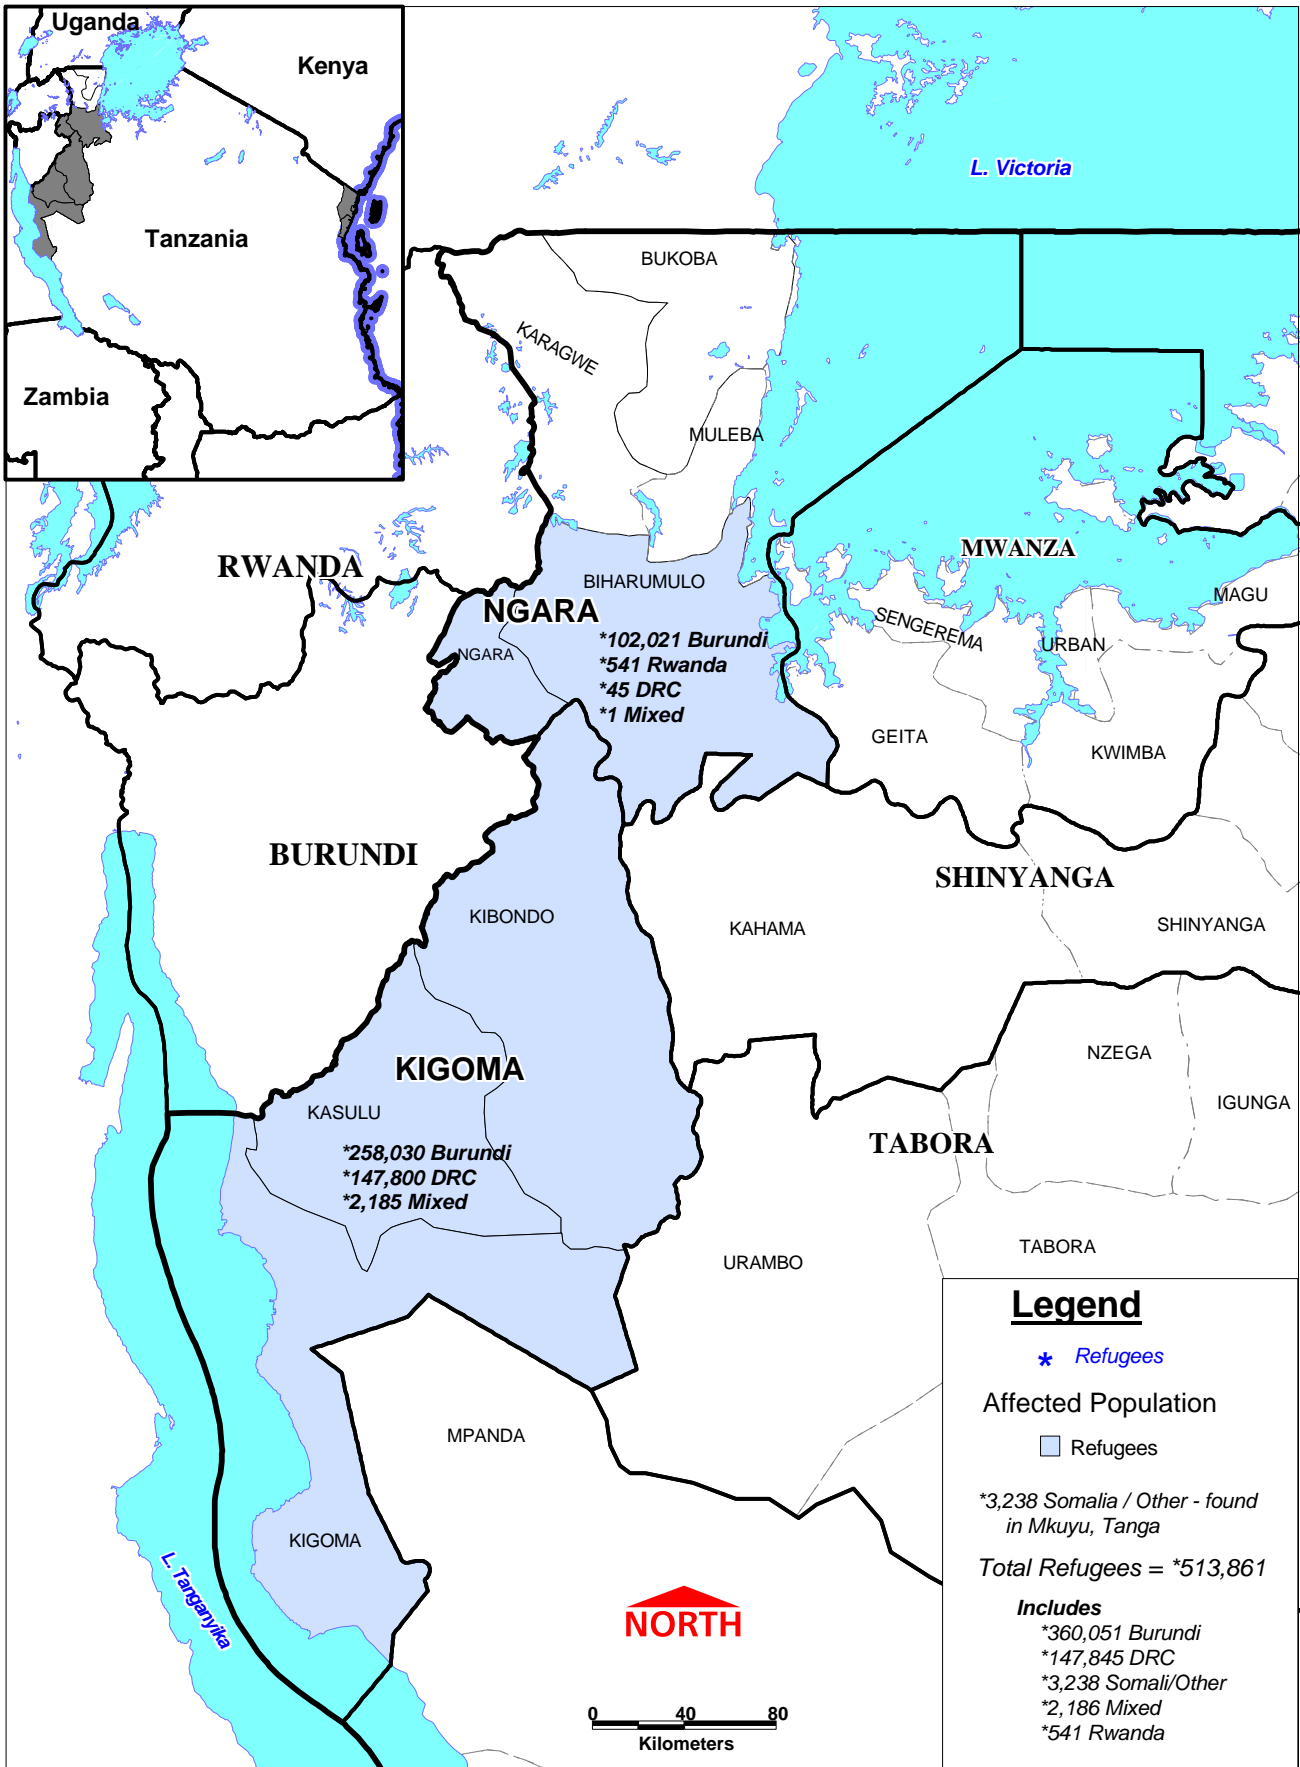 Uganda
Kenya
Tanzania
Zambia
L. Victoria
BUKOBA
KARAGWE
MULEBA
RWANDA
MWANZA
BIHARUMULO
NGARA
MAGU
SENGEREMA
URBAN
NGARA
*102,021 Burundi
*541 Rwanda
*45 DRC
*1 Mixed
GEITA
KWIMBA
BURUNDI
SHINYANGA
KIBONDO
KAHAMA
SHINYANGA
KIGOMA
NZEGA
IGUNGA
KASULU
TABORA
*258,030 Burundi
*147,800 DRC
*2,185 Mixed
URAMBO
TABORA
MPANDA
KIGOMA
L. Tanganyika
NORTH
0 40 80
Kilometers
Legend
* Refugees
Affected Population
Refugees
*3,238 Somalia / Other - found
in Mkuyu, Tanga
Total Refugees = *513,861
Includes
*360,051 Burundi
*147,845 DRC
*3,238 Somali/Other
*2,186 Mixed
*541 Rwanda